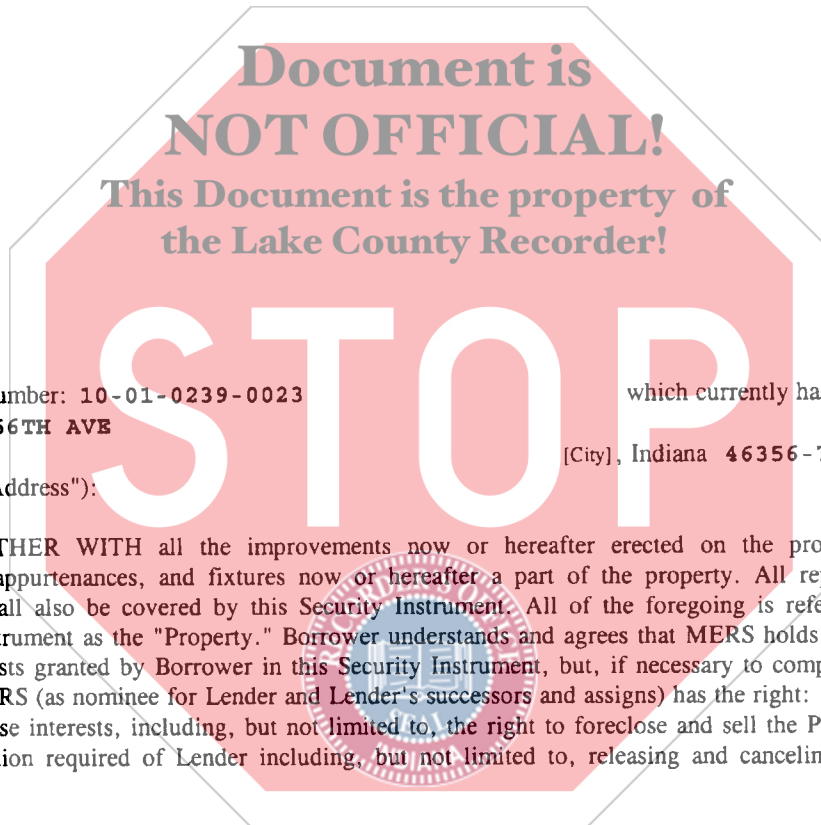 Document is
NOT OFFICIAL!
This Document is the property of
the Lake County Recorder!
STOP
umber: 10-01-0239-0023 which currently ha
56TH AVE
[City], Indiana 46356-7
Address"):
THER WITH all the improvements now or hereafter erected on the pro
appurtenances, and fixtures now or hereafter a part of the property. All re
all also be covered by this Security Instrument. All of the foregoing is refe
trument as the "Property." Borrower understands and agrees that MERS holds
sts granted by Borrower in this Security Instrument, but, if necessary to comp
RS (as nominee for Lender and Lender's successors and assigns) has the right:
se interests, including, but not limited to, the right to foreclose and sell the P
ion required of Lender including, but not limited to, releasing and cancelin
INDIANA